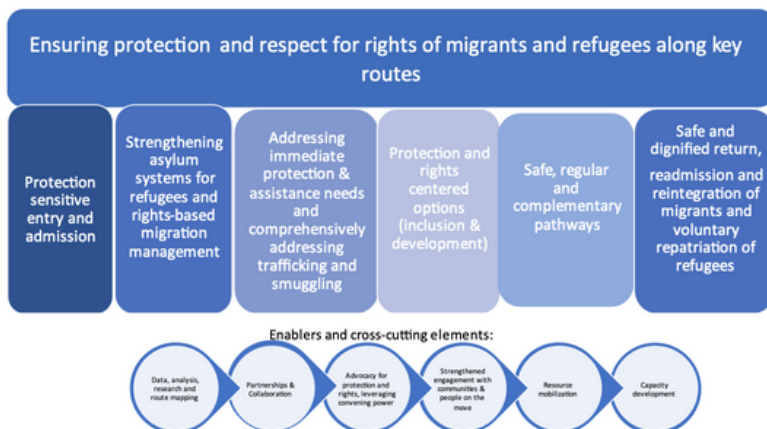 Ensuring protection and respect for rights of migrants and refugees along key
routes
Protection
sensitive
entry and
admission
Strengthening
asylum
systems for
refugees and
rights-based
migration
management
Addressing
immediate
protection &
assistance needs
and
comprehensively
addressing
trafficking and
smuggling
Protection and
rights
centered
options
(inclusion &
development)
Safe, regular
and
complementary
pathways
Safe and
dignified return,
readmission and
reintegration of
migrants and
voluntary
repatriation of
refugees
Enablers and cross-cutting elements:
Data, analysis,
research and
route mapping
Partnerships &
Collaboration
Advocacy for
protection and
rights, leveraging
convening power
Strengthened
engagement with
communities &
people on the
move
Resource
mobilization
Capacity
development